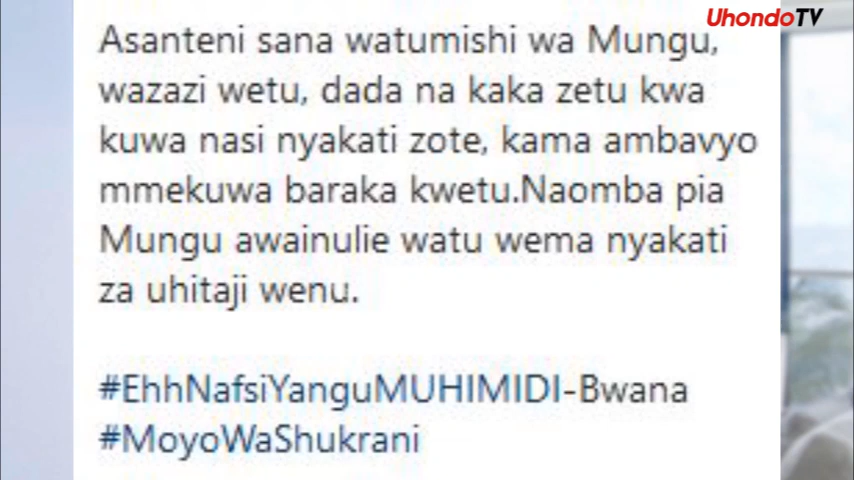 UhondoTV
Asanteni sana watumishi wa Mungu,
wazazi wetu, dada na kaka zetu kwa
kuwa nasi nyakati zote, kama ambavyo
mmekuwa baraka kwetu.Naomba pia
Mungu awainulie watu wema nyakati
za uhitaji wenu.
#EhhNafsiYanguMUHIMIDI-Bwana
#MoyoWaShukrani